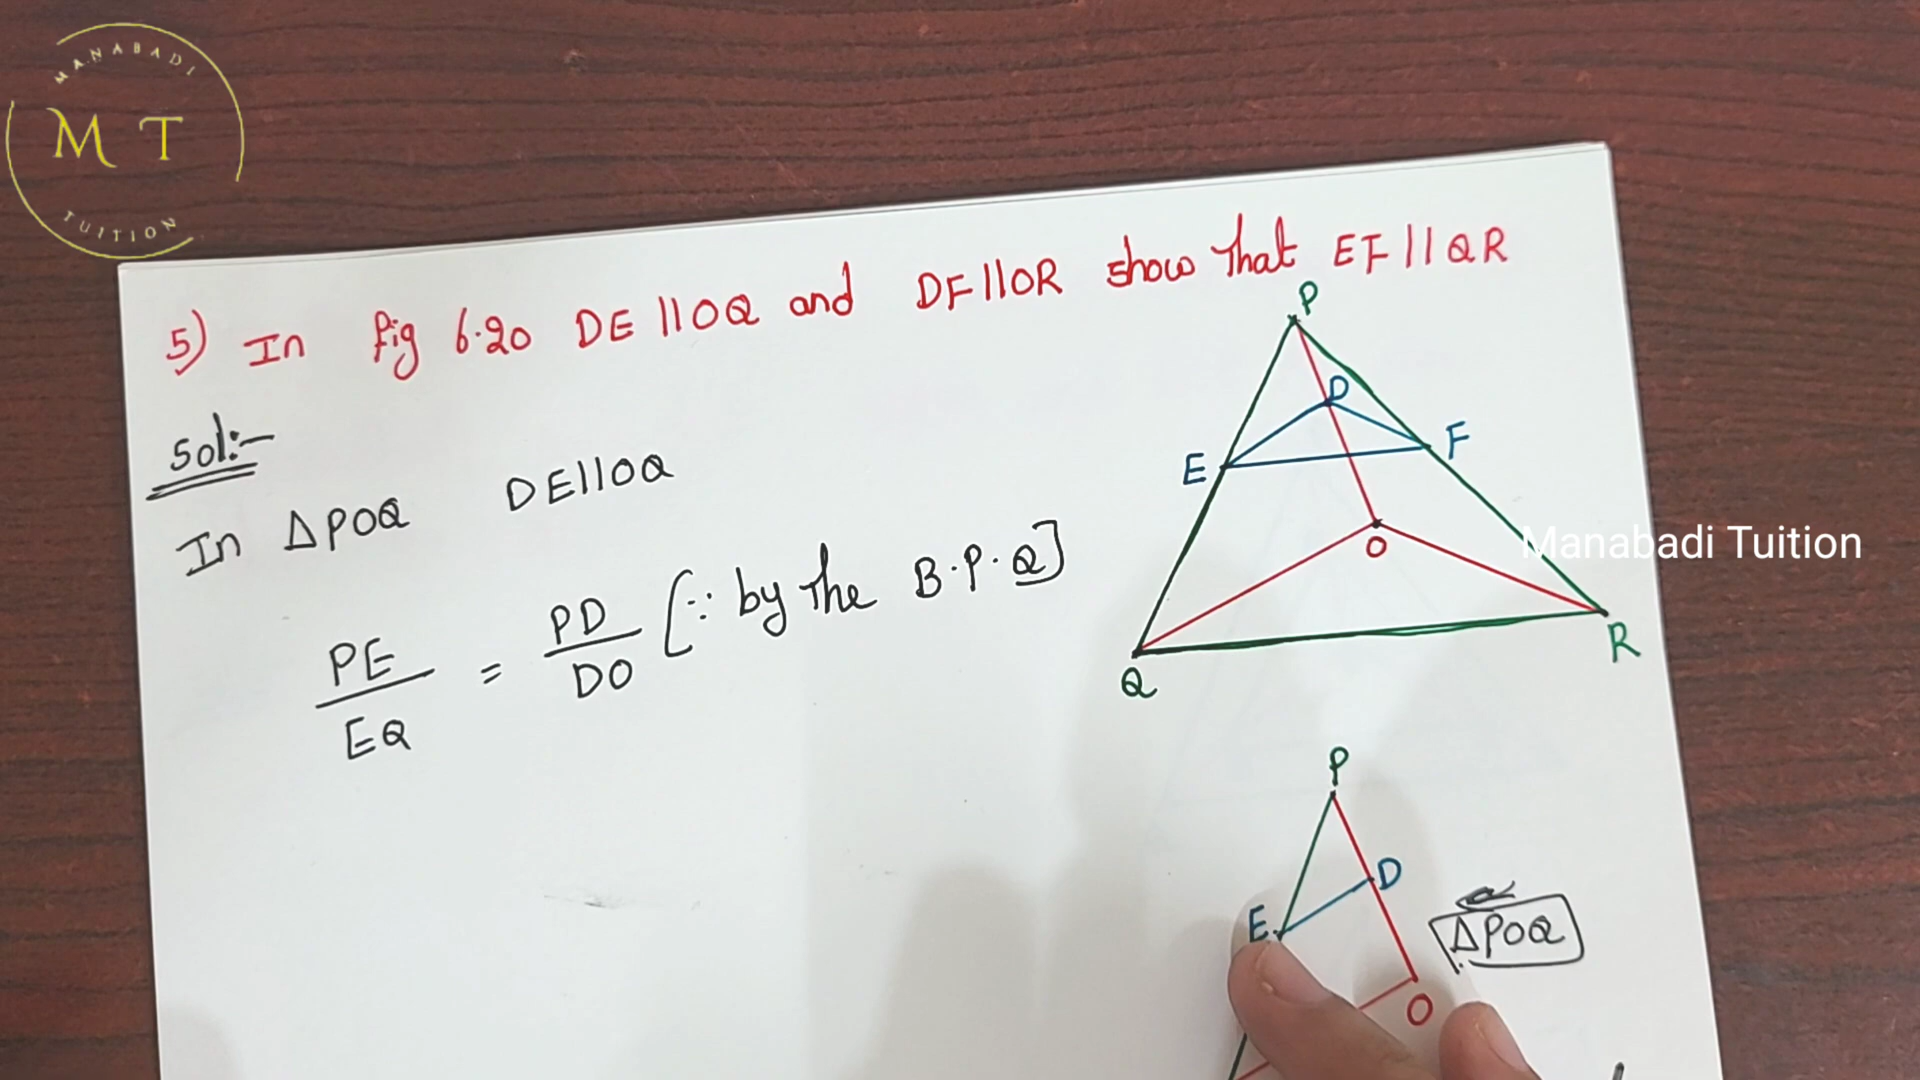 MANABADI
M T
TUITION
5) In fig 6.20 DE||OQ and DF||OR show that EF||QR
Sol:-
In ΔPOQ DE||OQ
PE/EQ = PD/DO [∵ by the B.P.Q]
P
D
E
F
O
Q
R
Manabadi Tuition
P
D
E
ΔPOQ
O